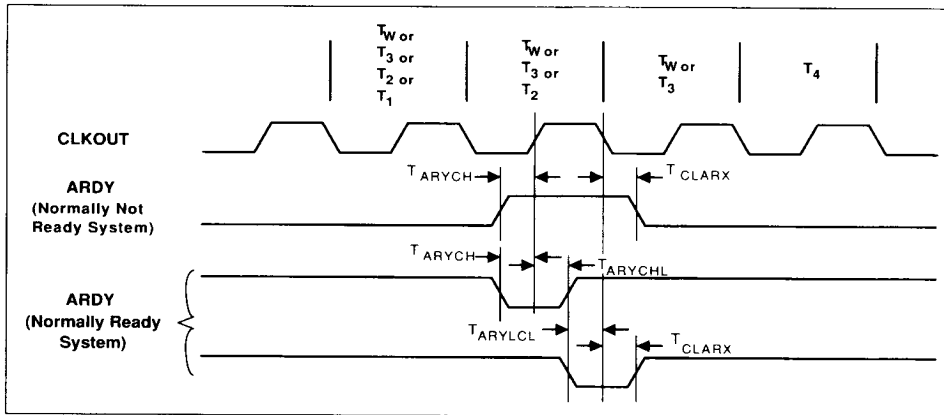 TW or
T3 or
T2 or
T1
TW or
T3 or
T2
TW or
T3
T4
CLKOUT
TARYCH
TCLARX
ARDY
(Normally Not
Ready System)
TARYCH
TARYCHL
ARDY
(Normally Ready
System)
TARYLCL
TCLARX